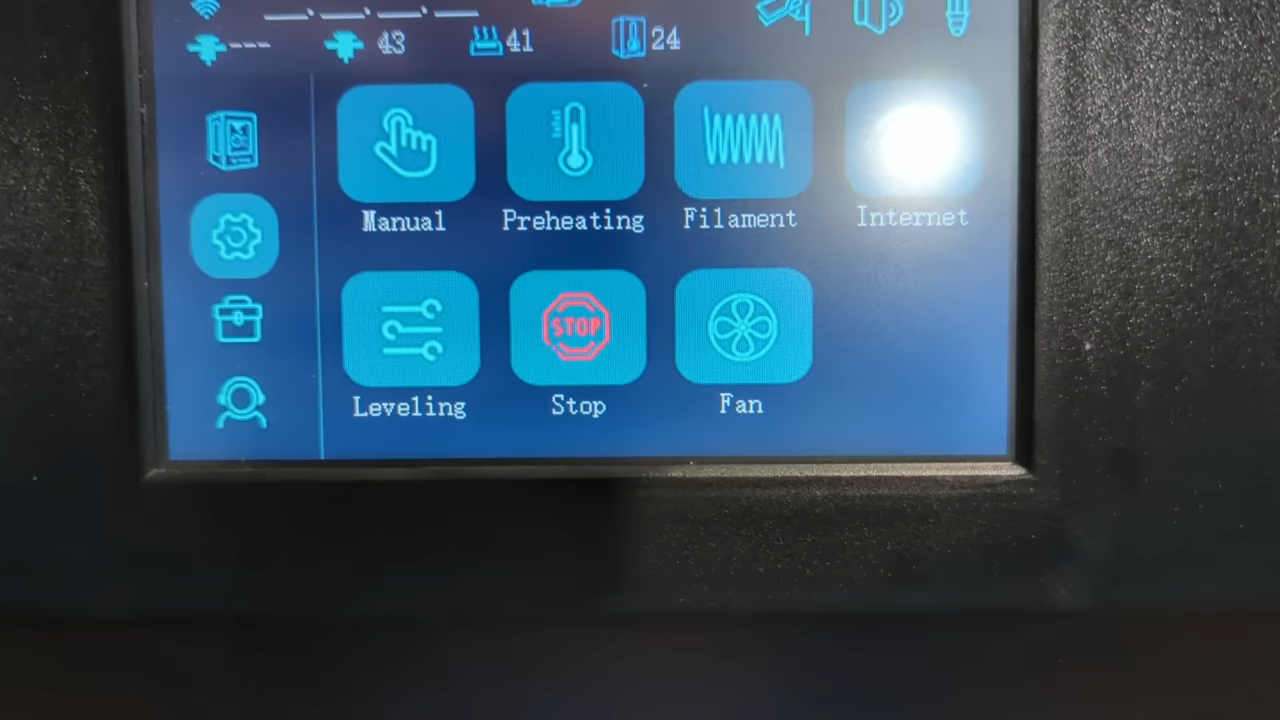 --- 43 41 24
Manual Preheating Filament Internet
STOP
Leveling Stop Fan